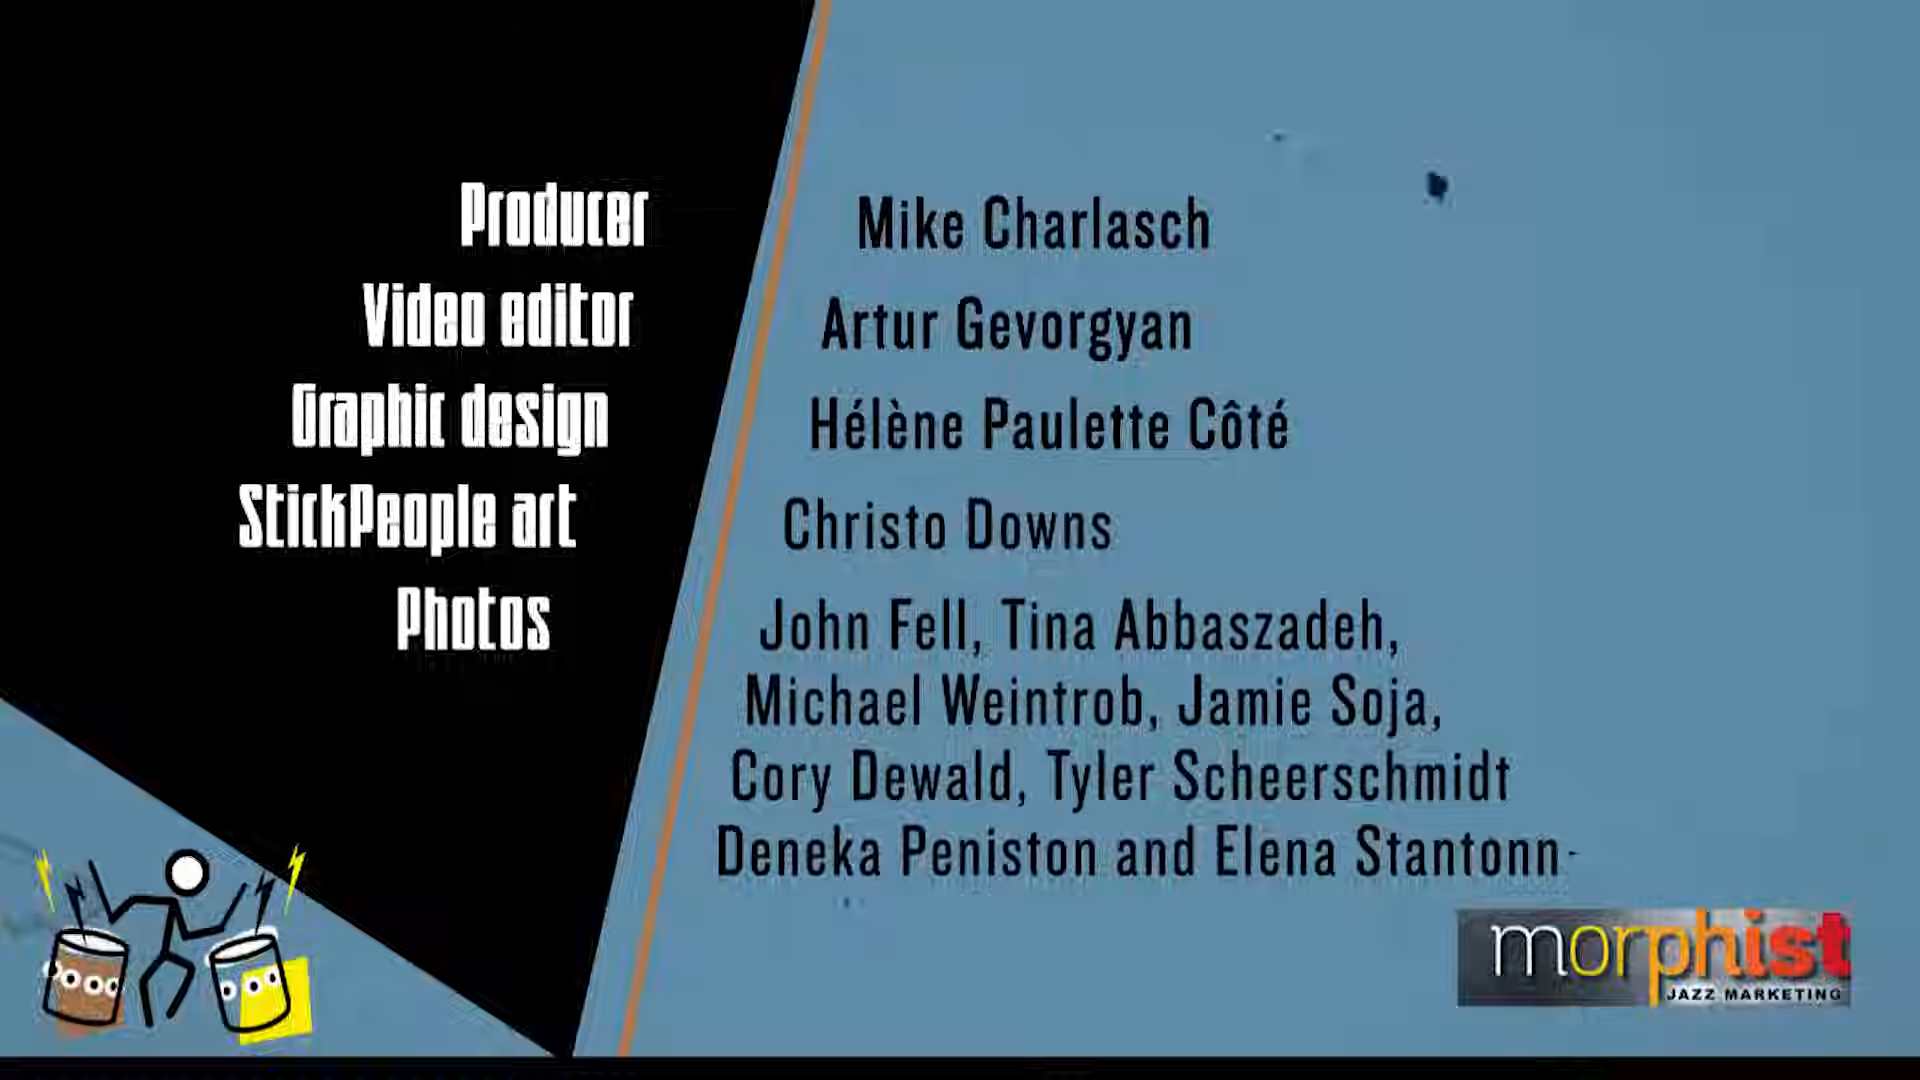 Producer Mike Charlasch
Video editor Artur Gevorgyan
Graphic design Hélène Paulette Côté
StickPeople art Christo Downs
Photos John Fell, Tina Abbaszadeh,
Michael Weintrob, Jamie Soja,
Cory Dewald, Tyler Scheerschmidt
Deneka Peniston and Elena Stantonn
morphist
JAZZ MARKETING